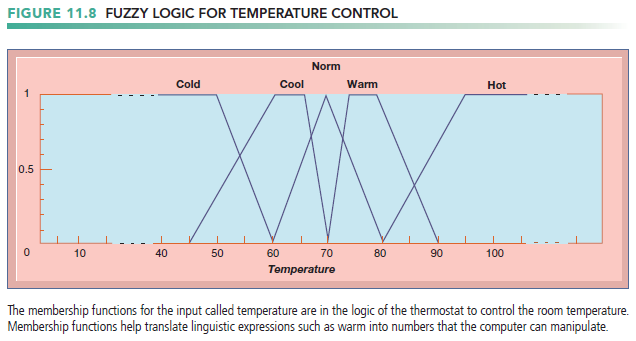 FIGURE 11.8 FUZZY LOGIC FOR TEMPERATURE CONTROL
Norm
Cold Cool Warm Hot
1
0.5
0 10 40 50 60 70 80 90 100
Temperature
The membership functions for the input called temperature are in the logic of the thermostat to control the room temperature.
Membership functions help translate linguistic expressions such as warm into numbers that the computer can manipulate.